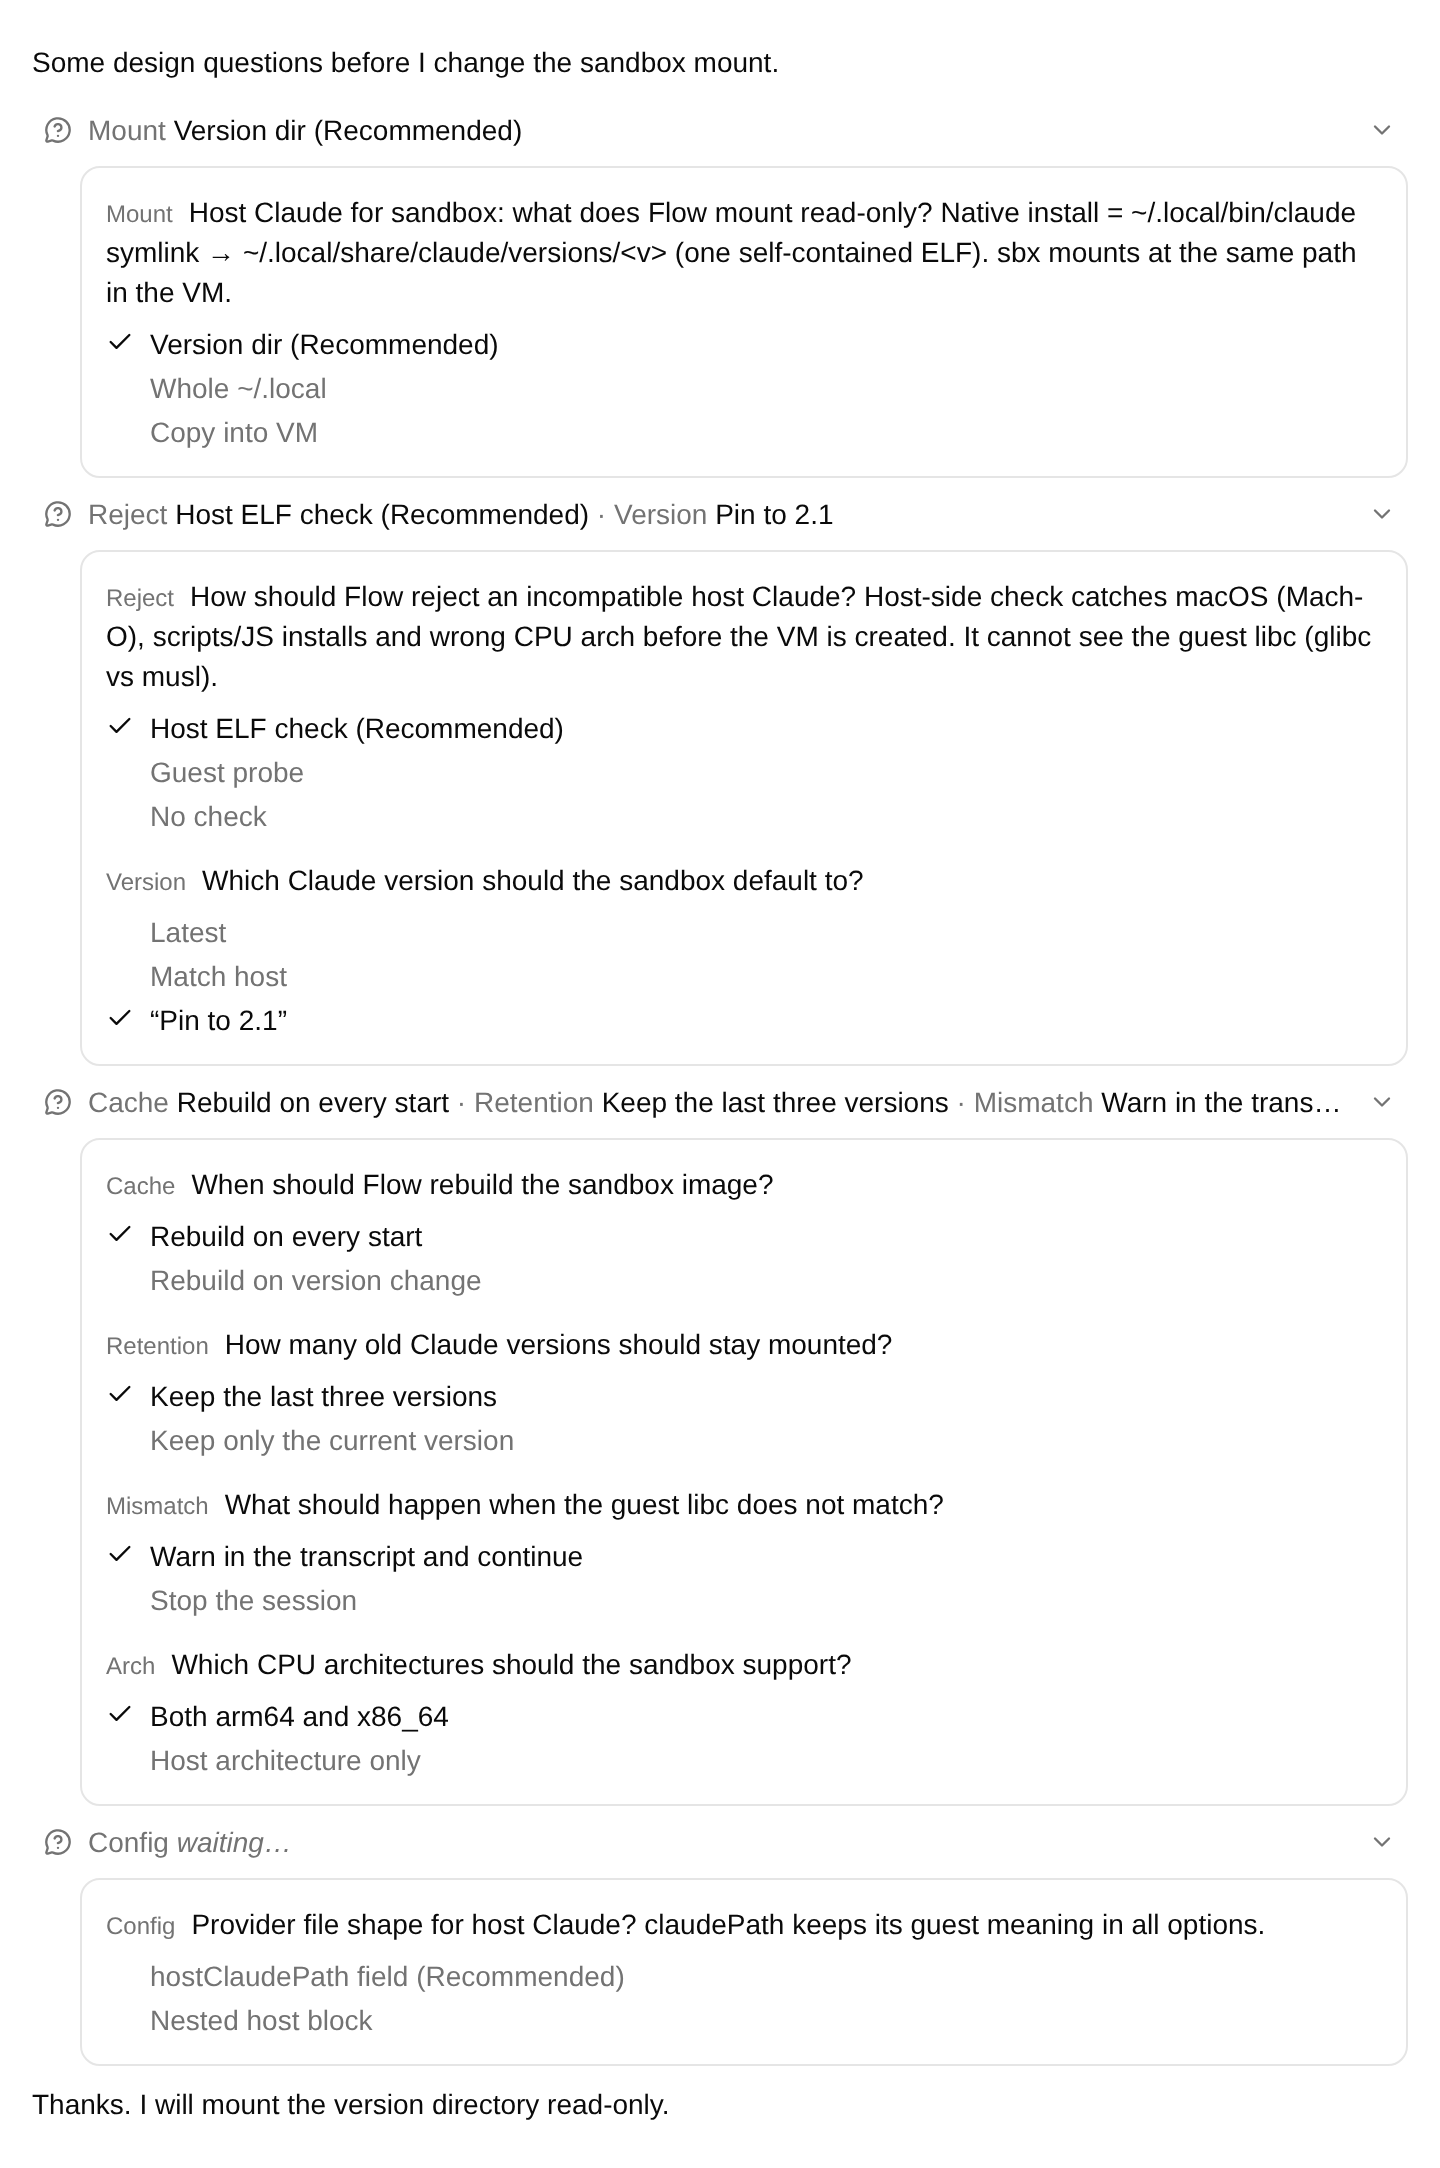 Some design questions before I change the sandbox mount.
Mount Version dir (Recommended)
Mount Host Claude for sandbox: what does Flow mount read-only? Native install = ~/.local/bin/claude
symlink → ~/.local/share/claude/versions/<v> (one self-contained ELF). sbx mounts at the same path
in the VM.
Version dir (Recommended)
Whole ~/.local
Copy into VM
Reject Host ELF check (Recommended) · Version Pin to 2.1
Reject How should Flow reject an incompatible host Claude? Host-side check catches macOS (Mach-
O), scripts/JS installs and wrong CPU arch before the VM is created. It cannot see the guest libc (glibc
vs musl).
Host ELF check (Recommended)
Guest probe
No check
Version Which Claude version should the sandbox default to?
Latest
Match host
“Pin to 2.1”
Cache Rebuild on every start · Retention Keep the last three versions · Mismatch Warn in the trans…
Cache When should Flow rebuild the sandbox image?
Rebuild on every start
Rebuild on version change
Retention How many old Claude versions should stay mounted?
Keep the last three versions
Keep only the current version
Mismatch What should happen when the guest libc does not match?
Warn in the transcript and continue
Stop the session
Arch Which CPU architectures should the sandbox support?
Both arm64 and x86_64
Host architecture only
Config waiting…
Config Provider file shape for host Claude? claudePath keeps its guest meaning in all options.
hostClaudePath field (Recommended)
Nested host block
Thanks. I will mount the version directory read-only.